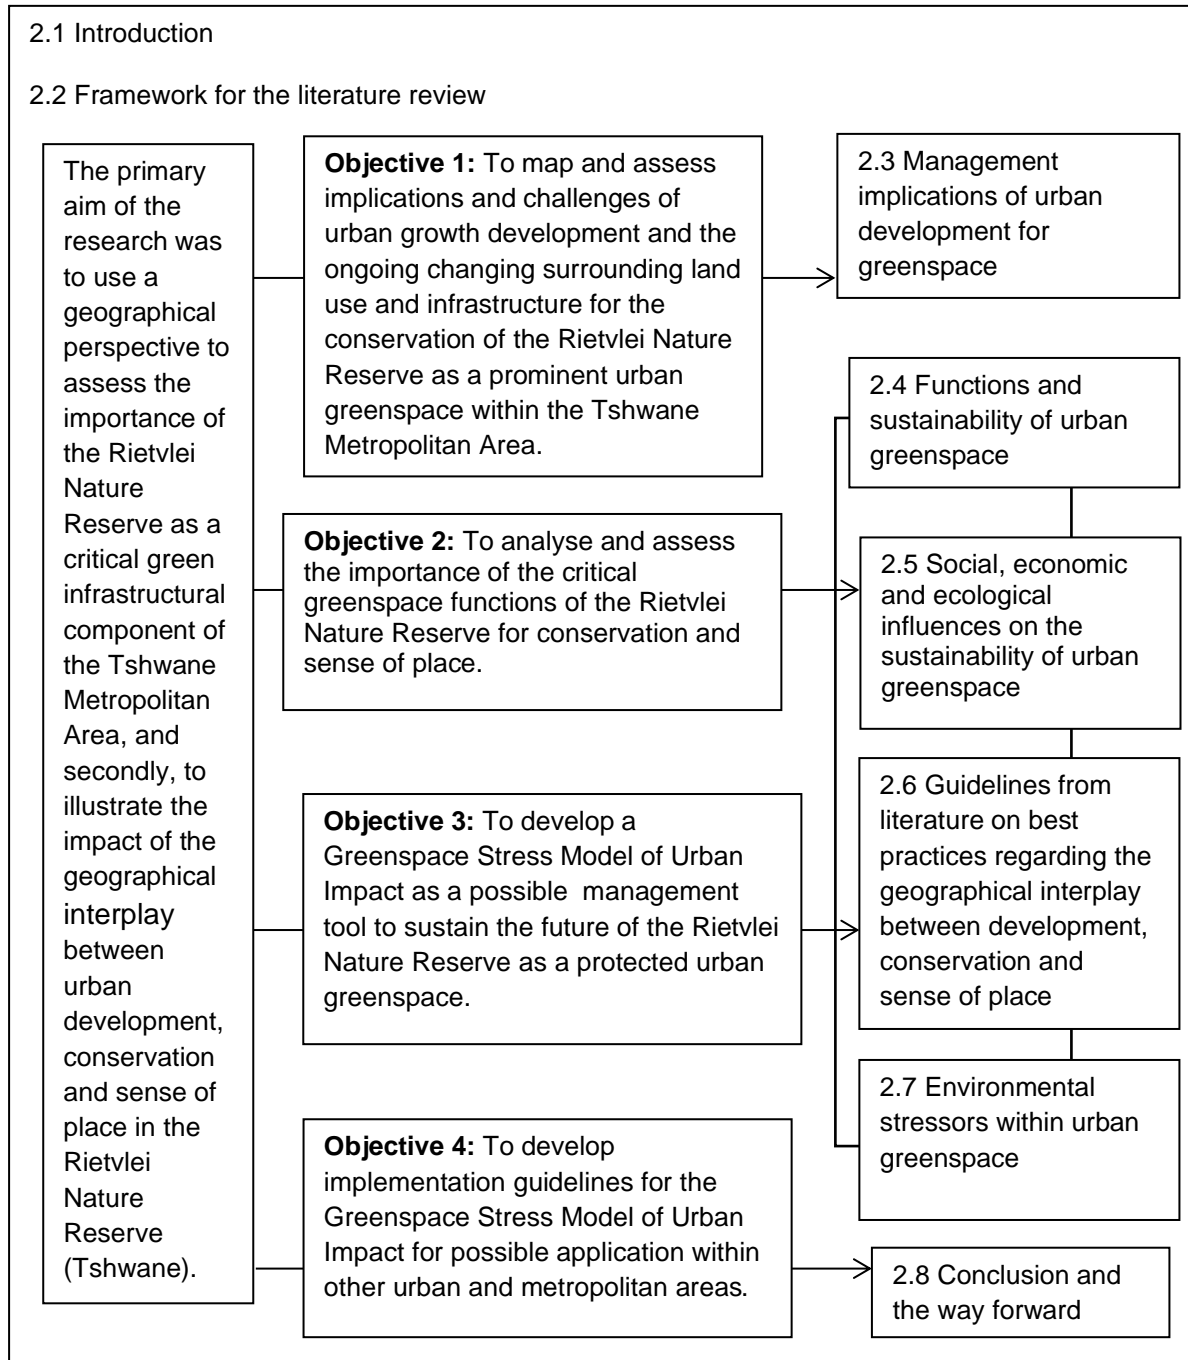 2.1 Introduction
2.2 Framework for the literature review
The primary
aim of the
research was
to use a
geographical
perspective to
assess the
importance of
the Rietvlei
Nature
Reserve as a
critical green
infrastructural
component of
the Tshwane
Metropolitan
Area, and
secondly, to
illustrate the
impact of the
geographical
interplay
between
urban
development,
conservation
and sense of
place in the
Rietvlei
Nature
Reserve
(Tshwane).
Objective 1: To map and assess
implications and challenges of
urban growth development and the
ongoing changing surrounding land
use and infrastructure for the
conservation of the Rietvlei Nature
Reserve as a prominent urban
greenspace within the Tshwane
Metropolitan Area.
2.3 Management
implications of urban
development for
greenspace
Objective 2: To analyse and assess
the importance of the critical
greenspace functions of the Rietvlei
Nature Reserve for conservation and
sense of place.
2.4 Functions and
sustainability of urban
greenspace
2.5 Social, economic
and ecological
influences on the
sustainability of urban
greenspace
Objective 3: To develop a
Greenspace Stress Model of Urban
Impact as a possible management
tool to sustain the future of the Rietvlei
Nature Reserve as a protected urban
greenspace.
2.6 Guidelines from
literature on best
practices regarding the
geographical interplay
between development,
conservation and
sense of place
2.7 Environmental
stressors within urban
greenspace
Objective 4: To develop
implementation guidelines for the
Greenspace Stress Model of Urban
Impact for possible application within
other urban and metropolitan areas.
2.8 Conclusion and
the way forward